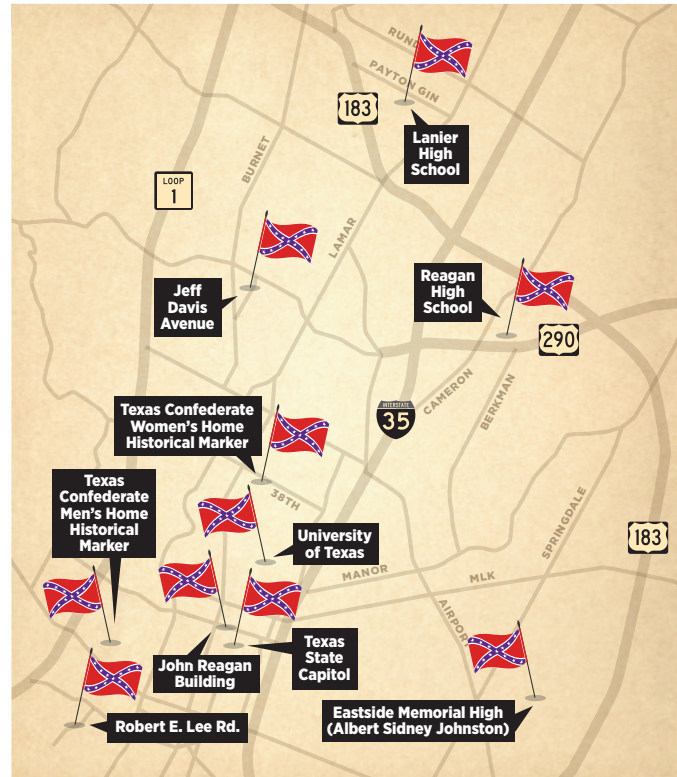 RUND
PAYTON GIN
183
Lanier
High
School
LOOP
1
BURNET
LAMAR
Jeff
Davis
Avenue
Reagan
High
School
290
INTERSTATE
35
CAMERON
BERKMAN
Texas Confederate
Women's Home
Historical Marker
38TH
Texas
Confederate
Men's Home
Historical
Marker
University
of Texas
SPRINGDALE
183
MANOR
MLK
AIRPORT
John Reagan
Building
Texas
State
Capitol
Robert E. Lee Rd.
Eastside Memorial High
(Albert Sidney Johnston)